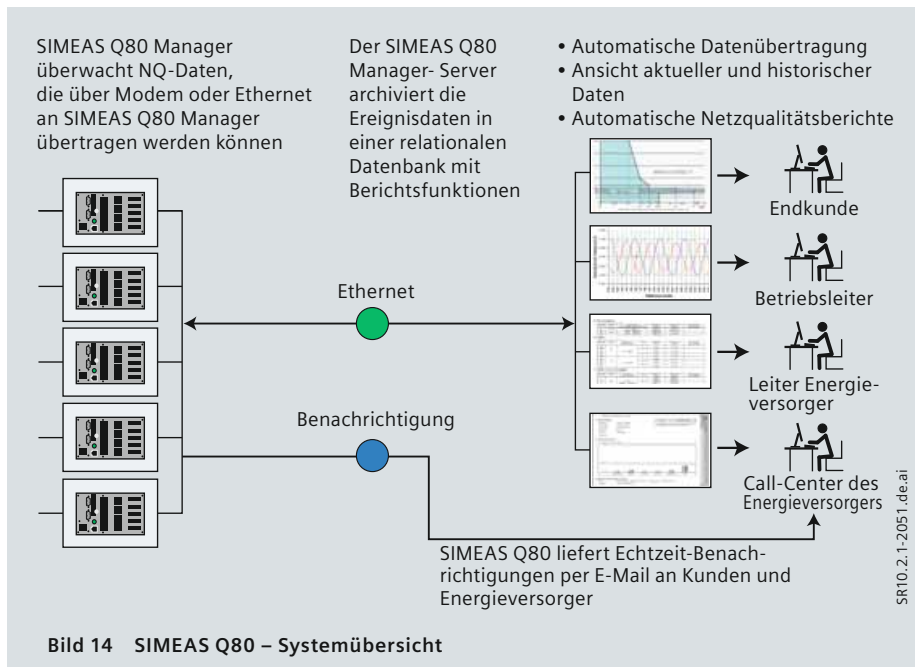 SIMEAS Q80 Manager
überwacht NQ-Daten,
die über Modem oder Ethernet
an SIMEAS Q80 Manager
übertragen werden können
Der SIMEAS Q80
Manager- Server
archiviert die
Ereignisdaten in
einer relationalen
Datenbank mit
Berichtsfunktionen
• Automatische Datenübertragung
• Ansicht aktueller und historischer
Daten
• Automatische Netzqualitätsberichte
Endkunde
Ethernet
Betriebsleiter
Leiter Energie-
versorger
Benachrichtigung
Call-Center des
Energieversorgers
SIMEAS Q80 liefert Echtzeit-Benach-
richtigungen per E-Mail an Kunden und
Energieversorger
SR10.2.1-2051.de.ai
Bild 14 SIMEAS Q80 – Systemübersicht